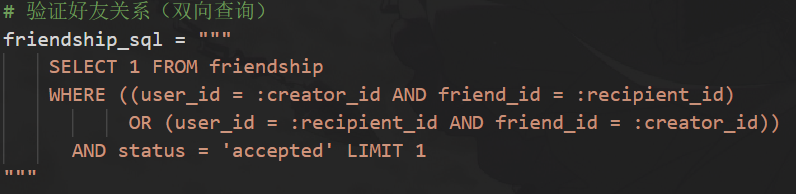 # 验证好友关系（双向查询）
friendship_sql = """
    SELECT 1 FROM friendship
    WHERE ((user_id = :creator_id AND friend_id = :recipient_id)
           OR (user_id = :recipient_id AND friend_id = :creator_id))
      AND status = 'accepted' LIMIT 1
"""